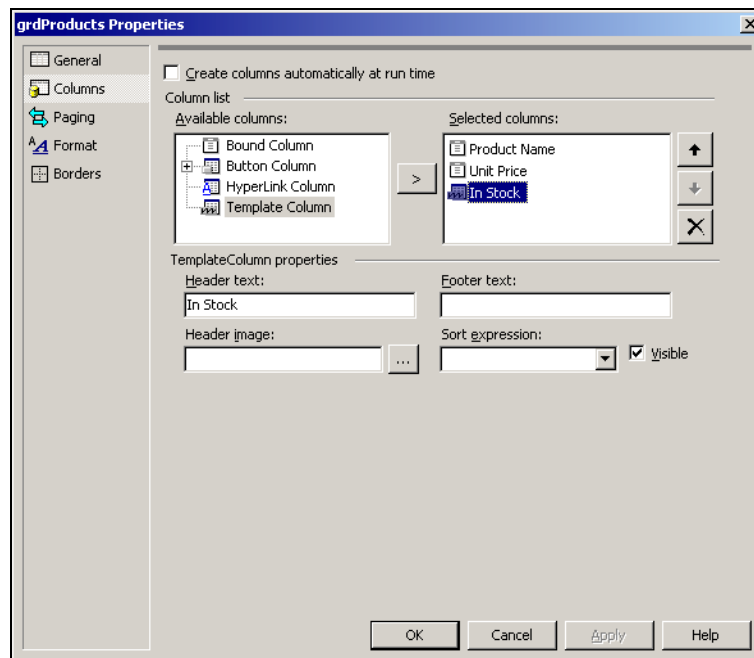 grdProducts Properties
General
Columns
Paging
Format
Borders
Create columns automatically at run time
Column list
Available columns:
Bound Column
Button Column
HyperLink Column
Template Column
>
Selected columns:
Product Name
Unit Price
In Stock
TemplateColumn properties
Header text:
Footer text:
In Stock
Header image:
Sort expression:
...
Visible
OK
Cancel
Apply
Help